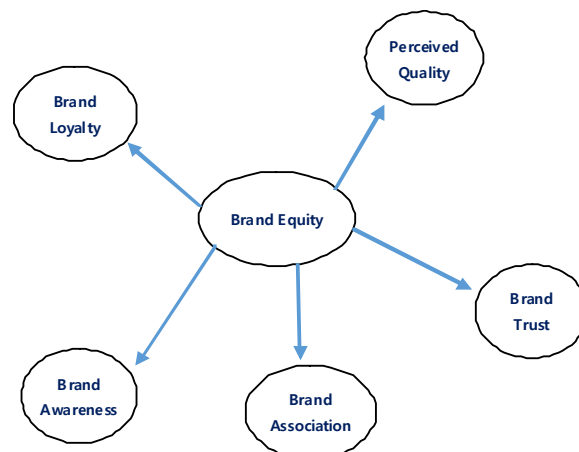 Perceived
Quality
Brand
Loyalty
Brand Equity
Brand
Trust
Brand
Awareness
Brand
Association